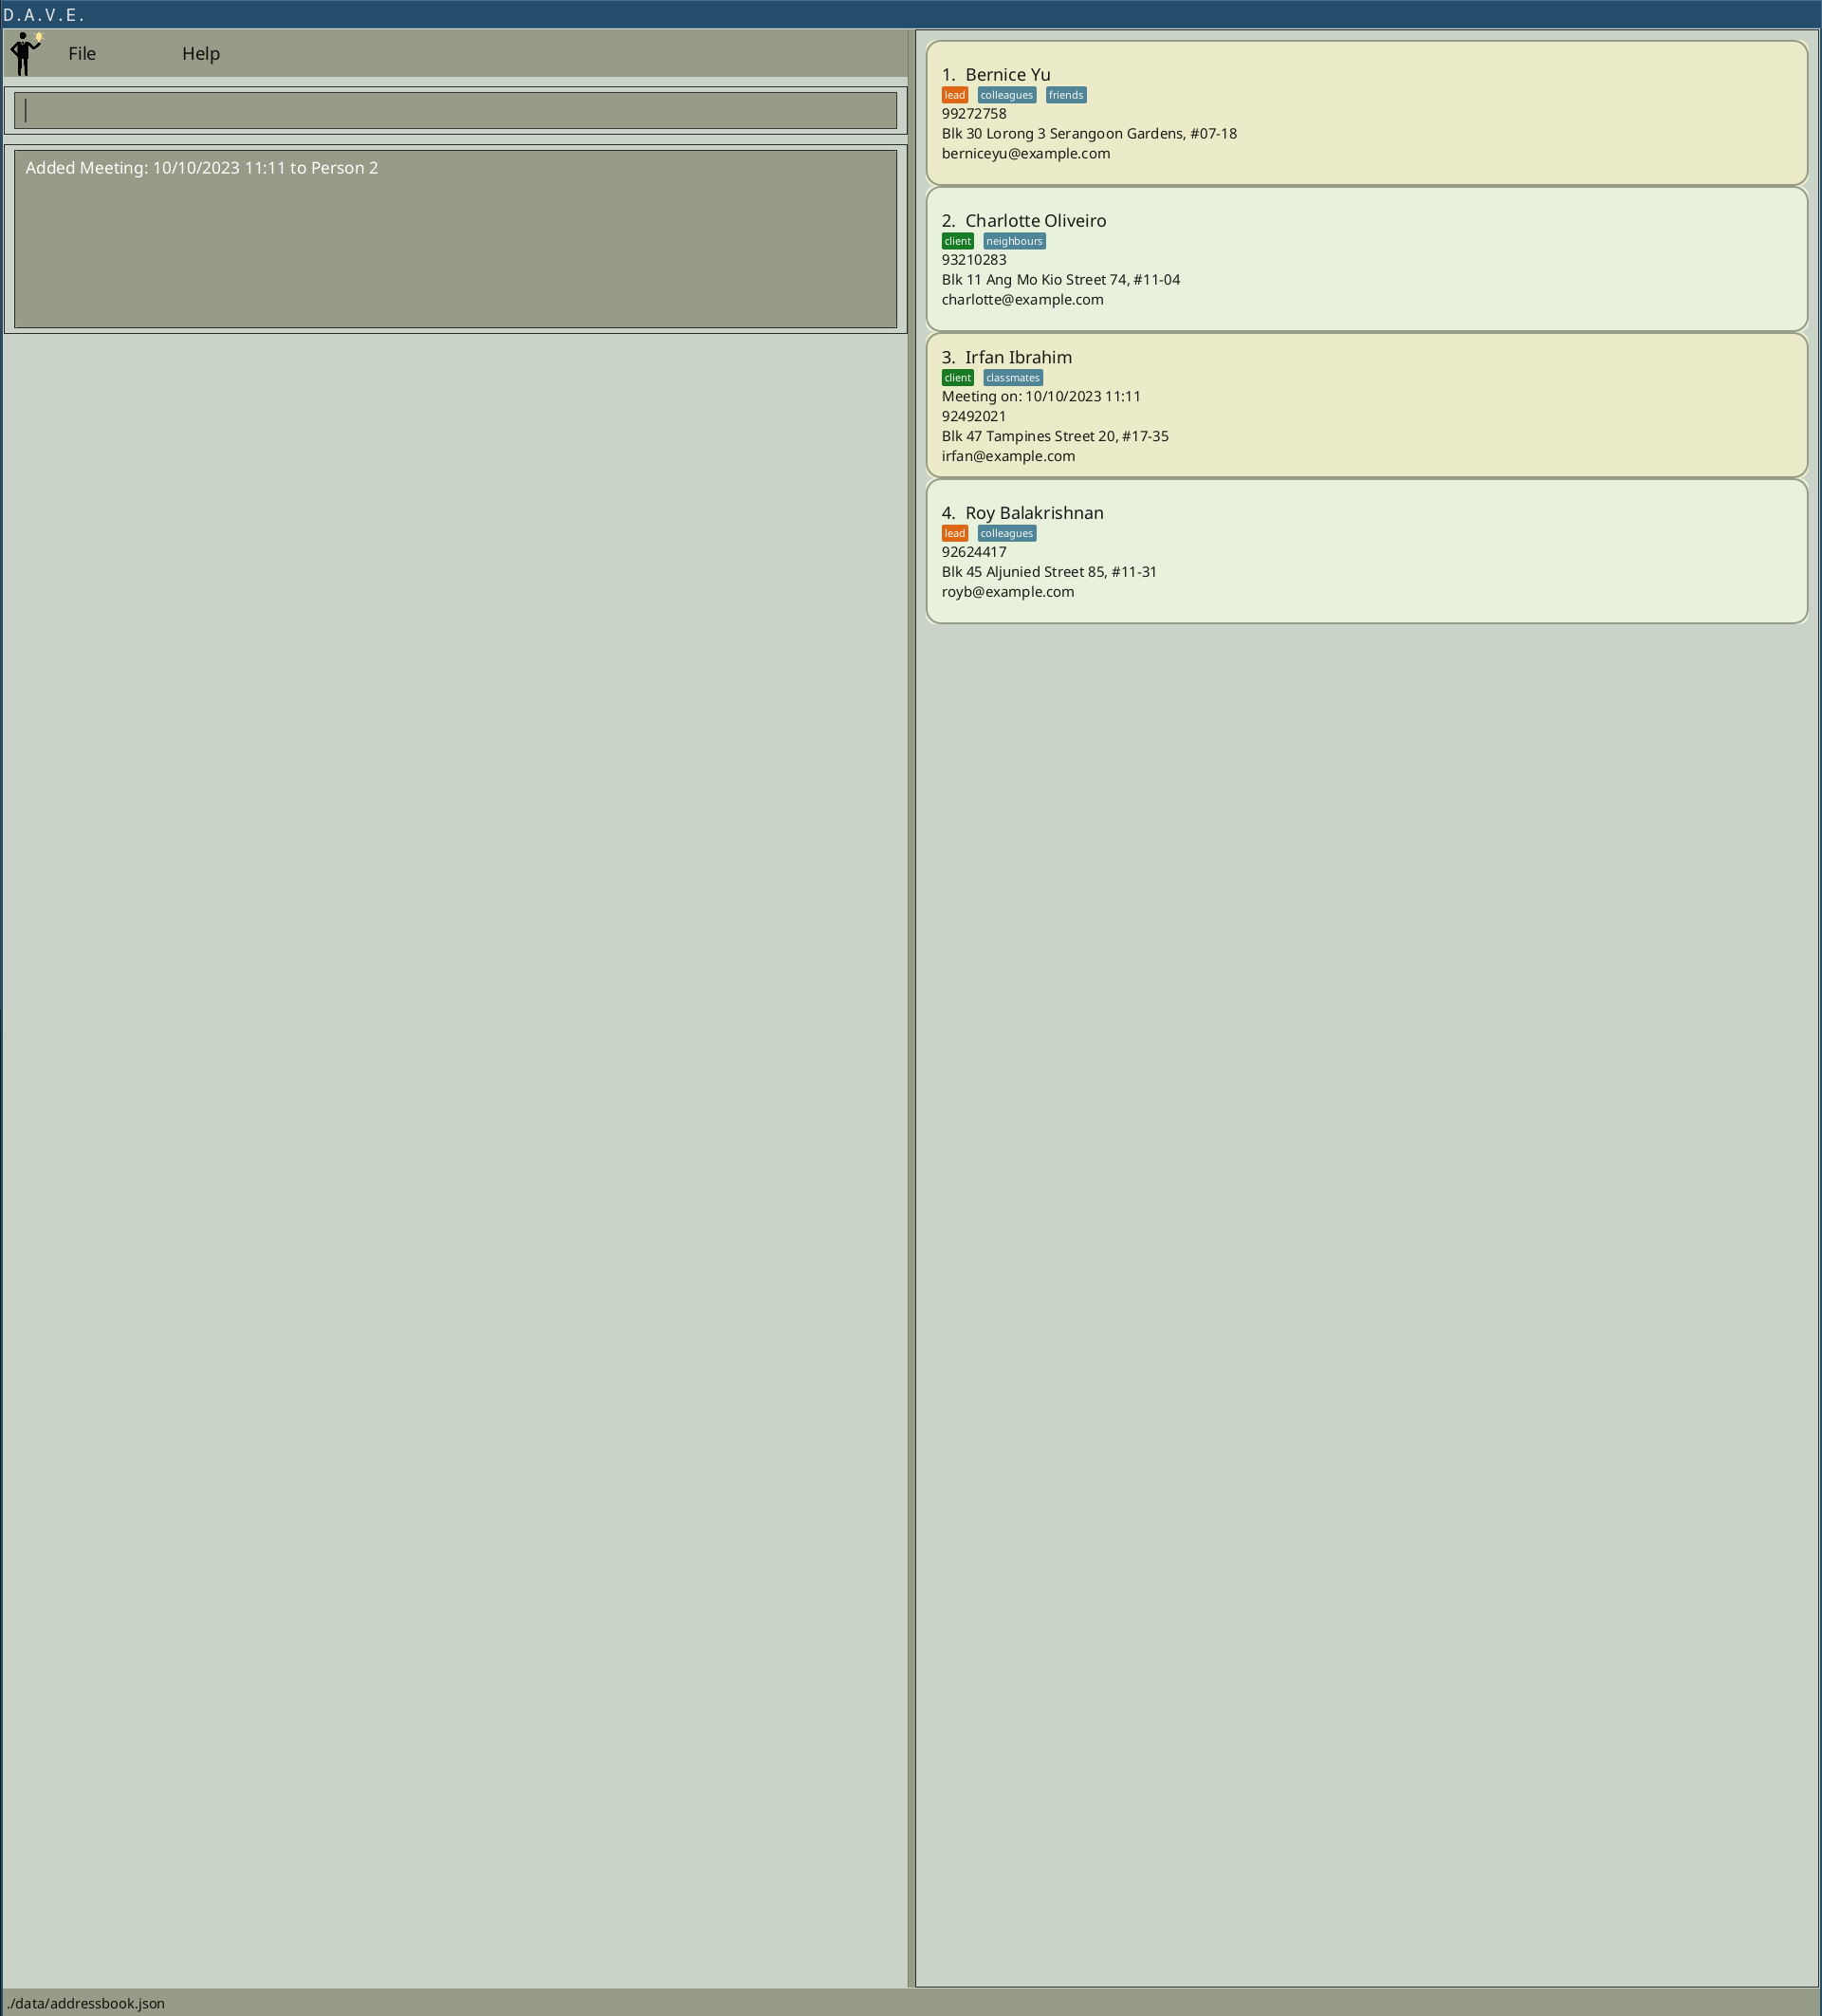 D.A.V.E.
File Help
Added Meeting: 10/10/2023 11:11 to Person 2
1. Bernice Yu
lead colleagues friends
99272758
Blk 30 Lorong 3 Serangoon Gardens, #07-18
berniceyu@example.com
2. Charlotte Oliveiro
client neighbours
93210283
Blk 11 Ang Mo Kio Street 74, #11-04
charlotte@example.com
3. Irfan Ibrahim
client classmates
Meeting on: 10/10/2023 11:11
92492021
Blk 47 Tampines Street 20, #17-35
irfan@example.com
4. Roy Balakrishnan
lead colleagues
92624417
Blk 45 Aljunied Street 85, #11-31
royb@example.com
./data/addressbook.json